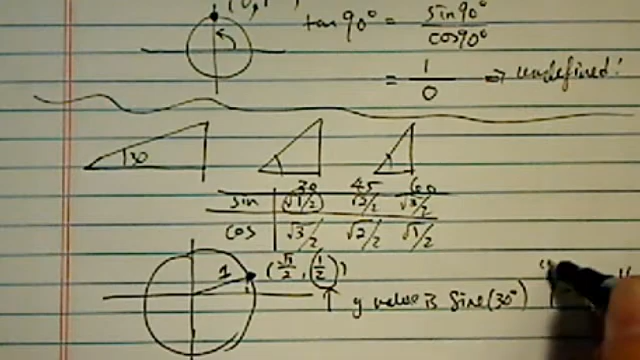 tan 90° = sin 90° / cos 90°
= 1 / 0 ⇒ undefined!
30
30 45 60
sin √1/2 √2/2 √3/2
cos √3/2 √2/2 √1/2
1 (√3/2, 1/2)
↑ y value is Sine(30°)